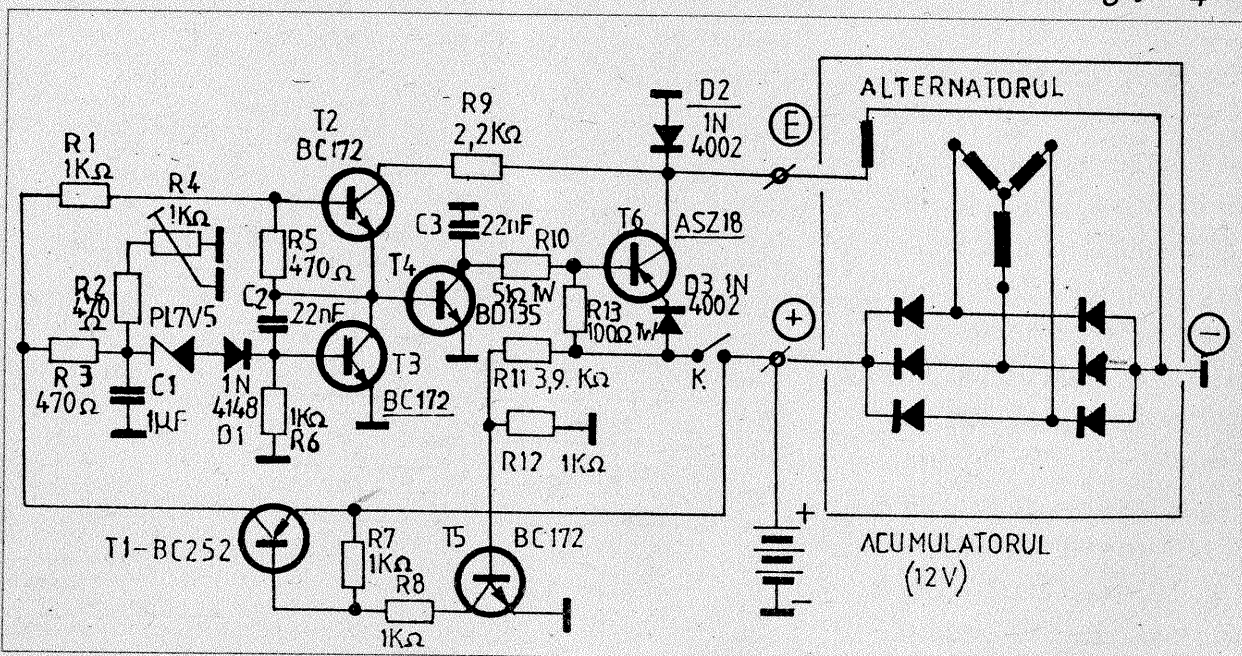 ALTERNATORUL
D2
1N
4002
E
R9
2,2KΩ
T2
BC172
R1
1KΩ
R4
1KΩ
C3
22nF
R10
51Ω 1W
T6
ASZ18
R5
470Ω
T4
BD135
D3 1N
4002
R2
470
Ω
C2
22nF
PL7V5
R13
100Ω 1W
+
-
T3
BC172
R3
470Ω
C1
1µF
1N
4148
D1
1KΩ
R6
R11 3,9. KΩ
K.
R12 1KΩ
T1-BC252
R7
1KΩ
R8
1KΩ
T5
BC172
+
-
ACUMULATORUL
(12V)